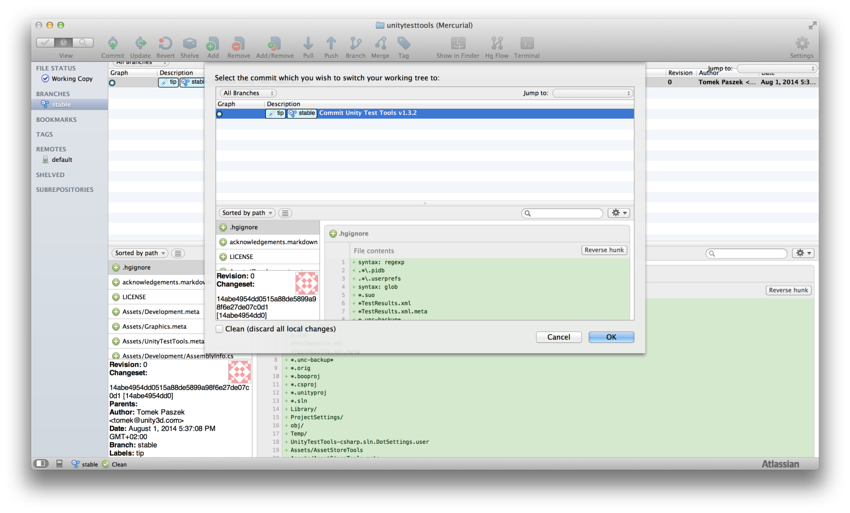 unitytesttools (Mercurial)
View
Commit Update Revert Shelve Add Remove Add/Remove Pull Push Branch Merge Tag Show in Finder Hg Flow Terminal Settings
FILE STATUS
Working Copy
BRANCHES
stable
BOOKMARKS
TAGS
REMOTES
default
SHELVED
SUBREPOSITORIES
All Branches
Graph Description
tip stable
Jump to:
Revision Author Date
0 Tomek Paszek <... Aug 1, 2014 5:3...
Select the commit which you wish to switch your working tree to:
All Branches Jump to:
Graph Description
tip stable Commit Unity Test Tools v1.3.2
Sorted by path
.hgignore
acknowledgements.markdown
LICENSE
Revision: 0
Changeset:
14abe4954dd0515a88de5899a9
8f6e27de07c0d1
[14abe4954dd0]
.hgignore
File contents Reverse hunk
1 + syntax: regexp
2 + .*\.pidb
3 + .*\.userprefs
4 + syntax: glob
5 + *.suo
6 + *TestResults.xml
7 + *TestResults.xml.meta
8 + *.unc-backup*
Clean (discard all local changes)
Cancel OK
Sorted by path
.hgignore
acknowledgements.markdow
LICENSE
Assets/Development.meta
Assets/Graphics.meta
Assets/UnityTestTools.meta
Assets/Development/AssemblyInfo.cs
Revision: 0
Changeset:
14abe4954dd0515a88de5899a98f6e27de07c
0d1 [14abe4954dd0]
Parents:
Author: Tomek Paszek
<tomek@unity3d.com>
Date: August 1, 2014 5:37:08 PM
GMT+02:00
Branch: stable
Labels: tip
Reverse hunk
8 + *.unc-backup*
9 + *.orig
10 + *.booproj
11 + *.csproj
12 + *.unityproj
13 + *.sln
14 + Library/
15 + ProjectSettings/
16 + obj/
17 + Temp/
18 + UnityTestTools-csharp.sln.DotSettings.user
19 + Assets/AssetStoreTools
stable Clean
Atlassian